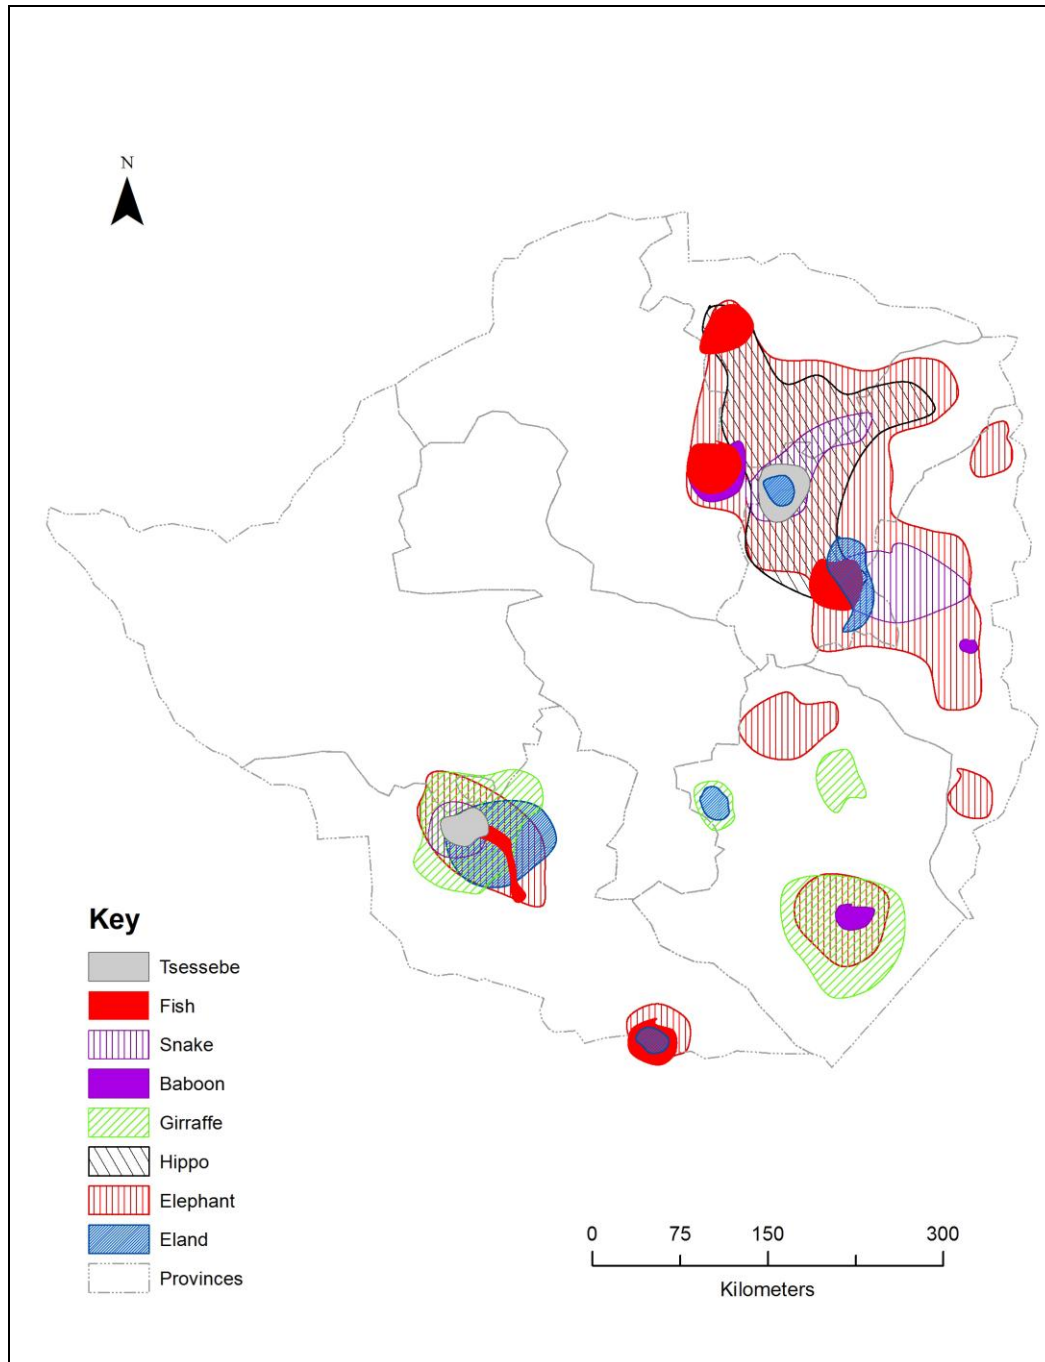 N
Key
Tsessebe
Fish
Snake
Baboon
Girraffe
Hippo
Elephant
Eland
Provinces
0 75 150 300
Kilometers